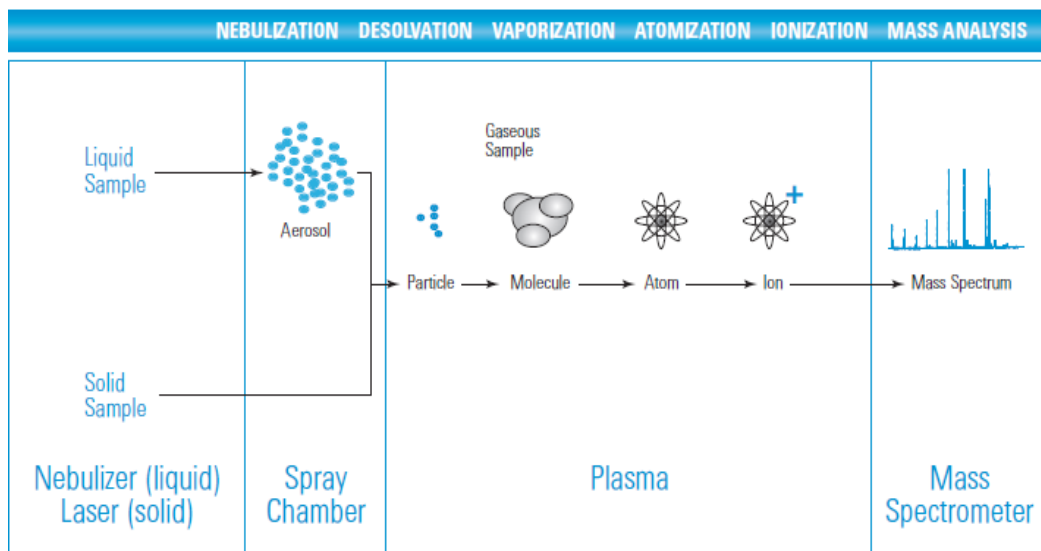 NEBULIZATION DESOLVATION VAPORIZATION ATOMIZATION IONIZATION MASS ANALYSIS
Liquid
Sample
Aerosol
Gaseous
Sample
+
Particle
Molecule
Atom
Ion
Mass Spectrum
Solid
Sample
Nebulizer (liquid)
Laser (solid)
Spray
Chamber
Plasma
Mass
Spectrometer